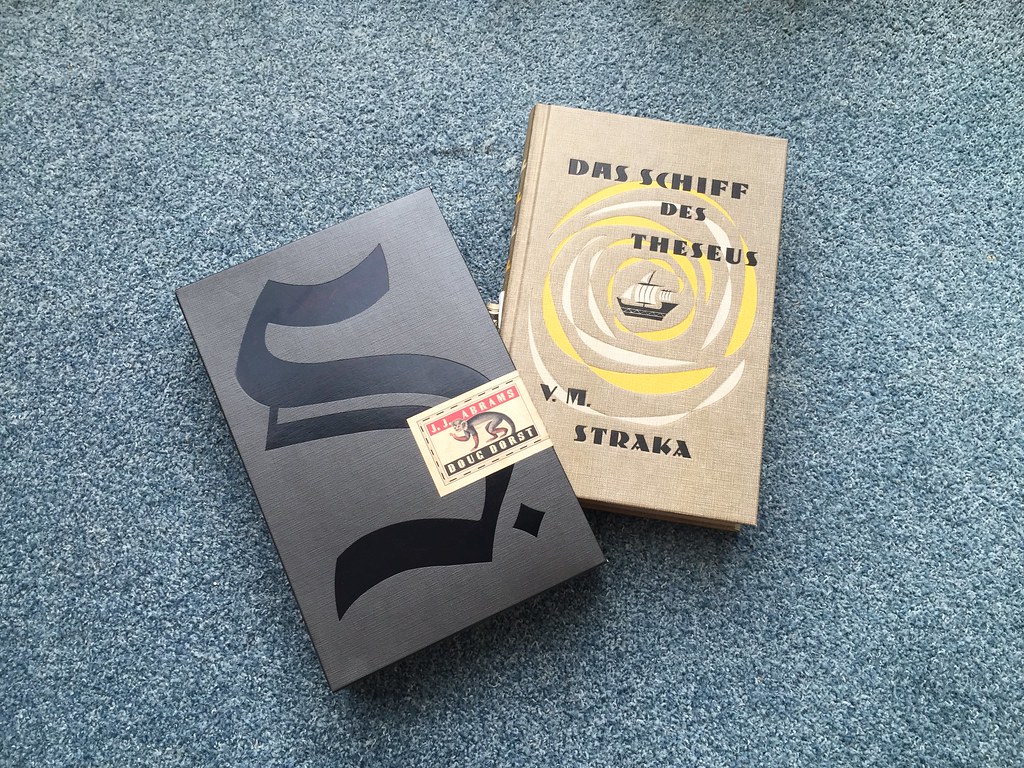 S.
J.J. ABRAMS
DOUG DORST
DAS SCHIFF
DES
THESEUS
V. M.
STRAKA